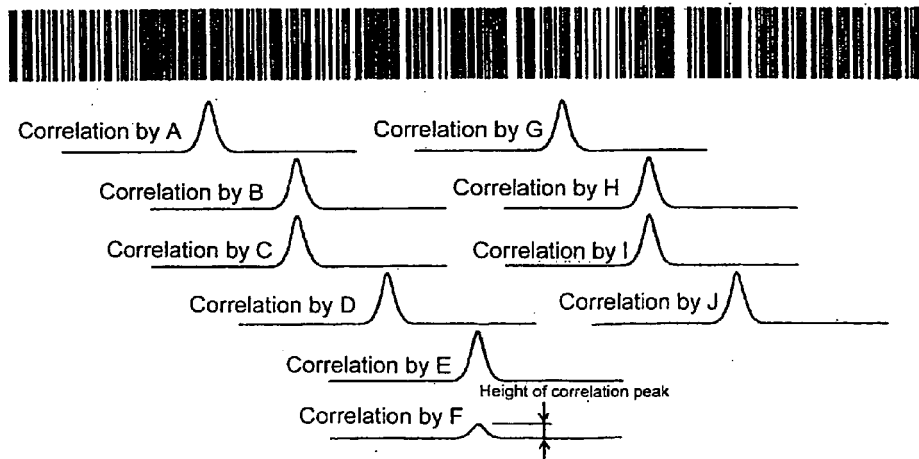 Correlation by A
Correlation by G
Correlation by B
Correlation by H
Correlation by C
Correlation by I
Correlation by D
Correlation by J
Correlation by E
Height of correlation peak
Correlation by F